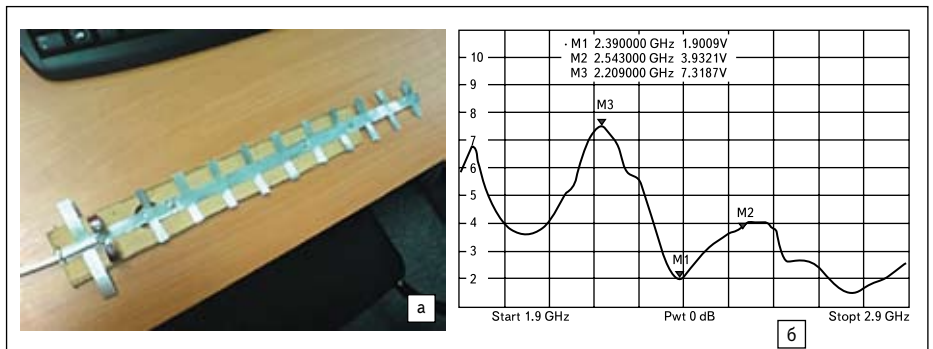 · M1 2.390000 GHz 1.9009V
M2 2.543000 GHz 3.9321V
M3 2.209000 GHz 7.3187V
10
9
8
7
6
5
4
3
2
M3
M2
M1
Start 1.9 GHz Pwt 0 dB Stopt 2.9 GHz
а
б